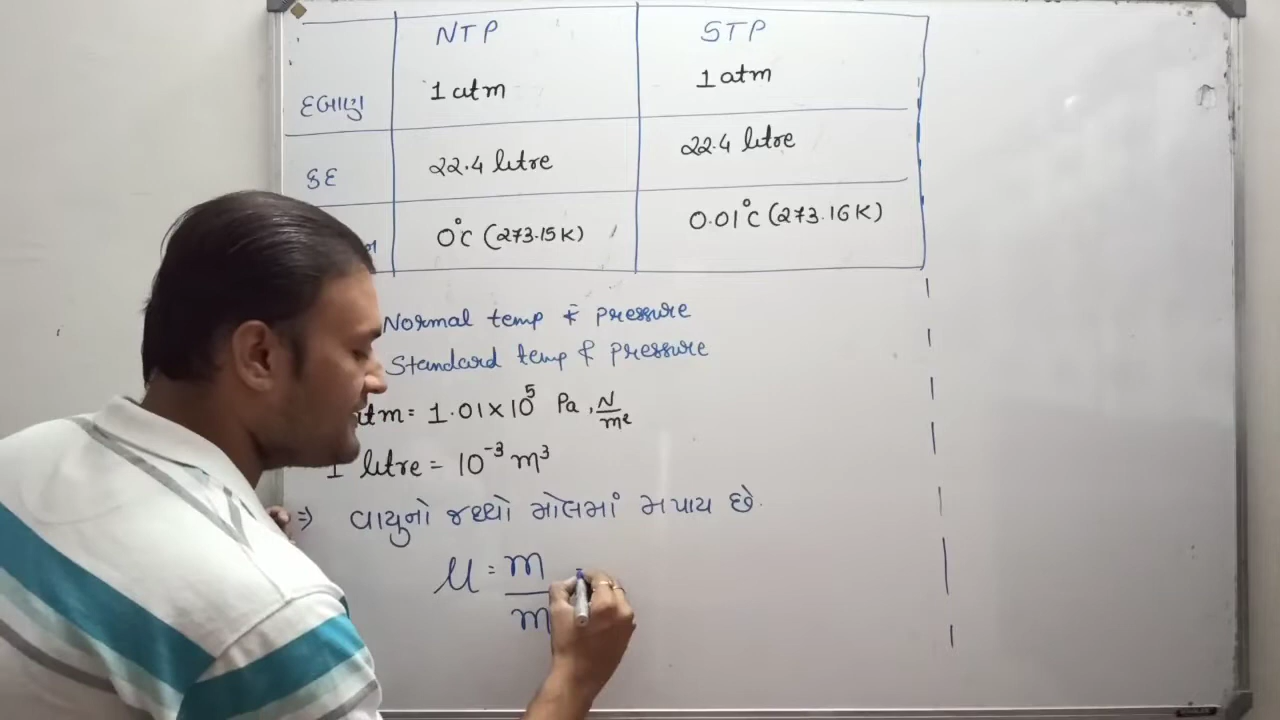 NTP STP
દબાણ 1 atm 1 atm
કદ 22.4 litre 22.4 litre
0°C (273.15K) 0.01°C (273.16K)
Normal temp & pressure
Standard temp & pressure
atm = 1.01×10⁵ Pa, N/m²
1 litre = 10⁻³ m³
⇒ વાયુનો જથ્થો મોલમાં મપાય છે.
μ = m/m